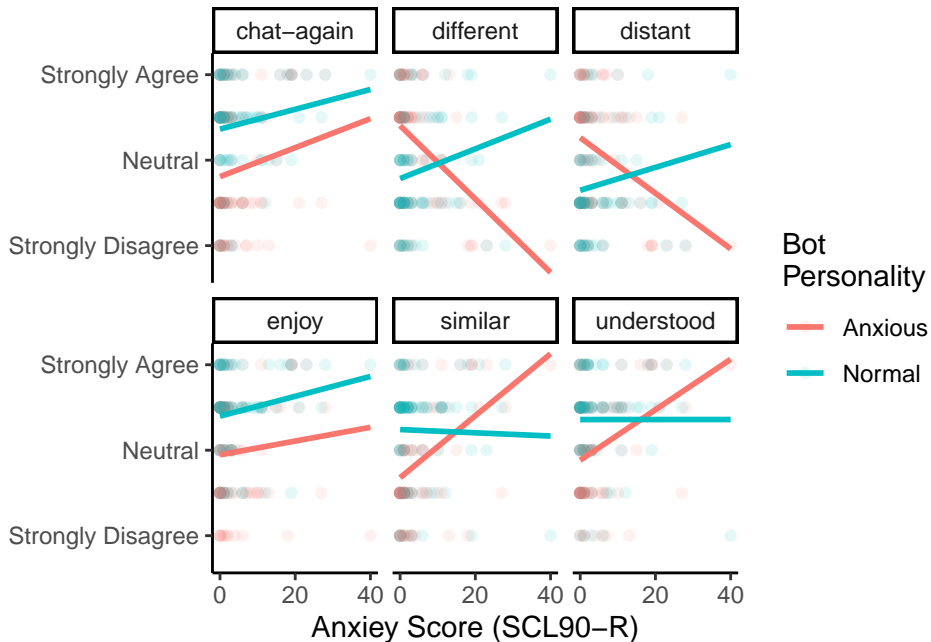 chat−again different distant
Strongly Agree
Neutral
Strongly Disagree
enjoy similar understood
Strongly Agree
Neutral
Strongly Disagree
0 20 40 0 20 40 0 20 40
Anxiey Score (SCL90−R)
Bot
Personality
Anxious
Normal